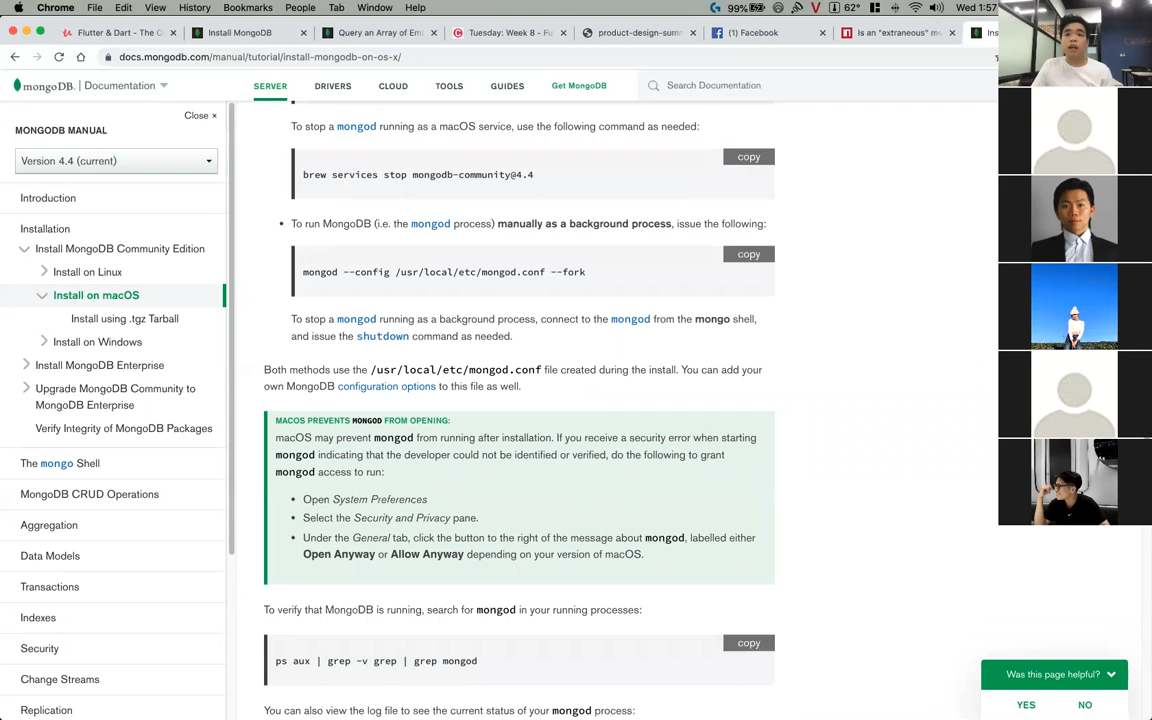 Chrome File Edit View History Bookmarks People Tab Window Help 99% 62° Wed 1:57
Flutter & Dart - The C
Install MongoDB
Query an Array of Em
Tuesday: Week 8 - Fu
product-design-sum
(1) Facebook
Is an "extraneous" m
Ins
docs.mongodb.com/manual/tutorial/install-mongodb-on-os-x/
mongoDB. | Documentation
SERVER DRIVERS CLOUD TOOLS GUIDES Get MongoDB
Search Documentation
Close ×
MONGODB MANUAL
Version 4.4 (current)
Introduction
Installation
Install MongoDB Community Edition
Install on Linux
Install on macOS
Install using .tgz Tarball
Install on Windows
Install MongoDB Enterprise
Upgrade MongoDB Community to
MongoDB Enterprise
Verify Integrity of MongoDB Packages
The mongo Shell
MongoDB CRUD Operations
Aggregation
Data Models
Transactions
Indexes
Security
Change Streams
Replication
To stop a mongod running as a macOS service, use the following command as needed:
copy
brew services stop mongodb-community@4.4
• To run MongoDB (i.e. the mongod process) manually as a background process, issue the following:
copy
mongod --config /usr/local/etc/mongod.conf --fork
To stop a mongod running as a background process, connect to the mongod from the mongo shell,
and issue the shutdown command as needed.
Both methods use the /usr/local/etc/mongod.conf file created during the install. You can add your
own MongoDB configuration options to this file as well.
MACOS PREVENTS MONGOD FROM OPENING:
macOS may prevent mongod from running after installation. If you receive a security error when starting
mongod indicating that the developer could not be identified or verified, do the following to grant
mongod access to run:
• Open System Preferences
• Select the Security and Privacy pane.
• Under the General tab, click the button to the right of the message about mongod, labelled either
Open Anyway or Allow Anyway depending on your version of macOS.
To verify that MongoDB is running, search for mongod in your running processes:
copy
ps aux | grep -v grep | grep mongod
You can also view the log file to see the current status of your mongod process:
Was this page helpful?
YES NO